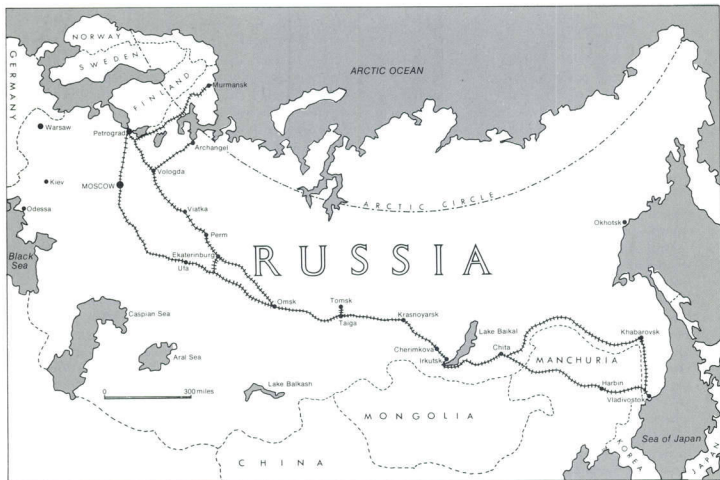 NORWAY
SWEDEN
FINLAND
GERMANY
ARCTIC OCEAN
Murmansk
Warsaw
Petrograd
Archangel
Vologda
Kiev
MOSCOW
ARCTIC CIRCLE
Odessa
Viatka
Okhotsk
Perm
Black
Sea
Ekaterinburg
Ufa
RUSSIA
Omsk
Tomsk
Taiga
Krasnoyarsk
Caspian Sea
Lake Baikal
Khabarovsk
Cheremkova
Chita
Irkutsk
MANCHURIA
Aral Sea
Harbin
Vladivostok
0 300 miles
Lake Balkash
MONGOLIA
Sea of Japan
KOREA
JAPAN
CHINA